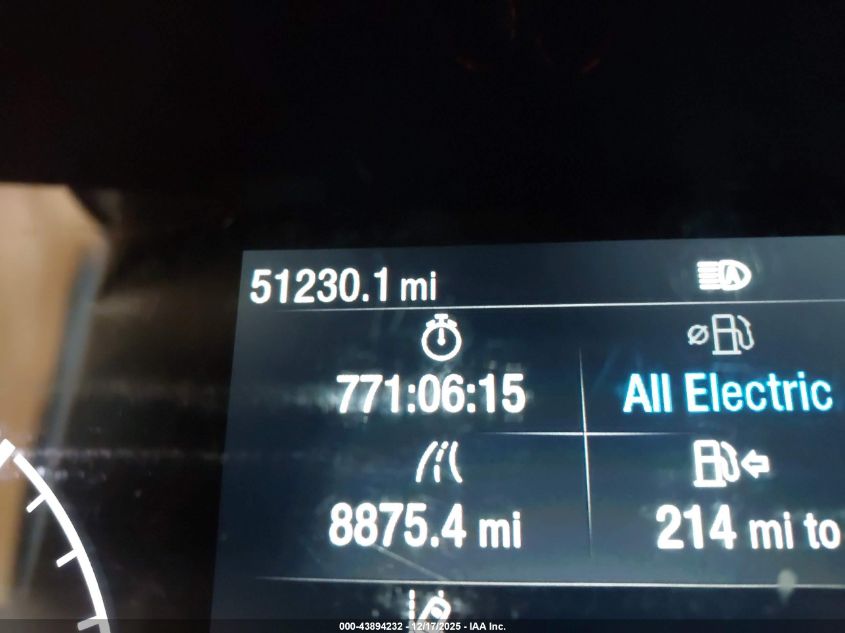 51230.1 mi
771:06:15
All Electric
8875.4 mi
214 mi to
000-43894232 - 12/17/2025 - IAA Inc.